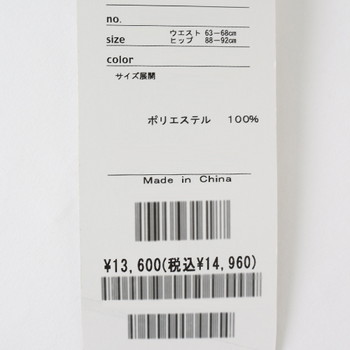 no.
size ウエスト 63-68cm
ヒップ 88-92cm
color
サイズ展開
ポリエステル 100%
Made in China
¥13,600(税込¥14,960)